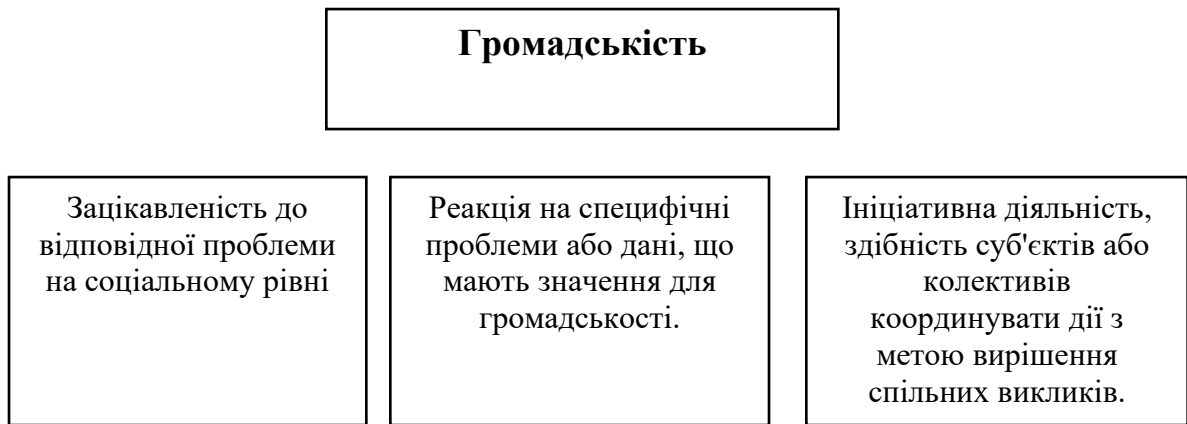 Громадськість
Зацікавленість до
відповідної проблеми
на соціальному рівні
Реакція на специфічні
проблеми або дані, що
мають значення для
громадськості.
Ініціативна діяльність,
здібність суб'єктів або
колективів
координувати дії з
метою вирішення
спільних викликів.